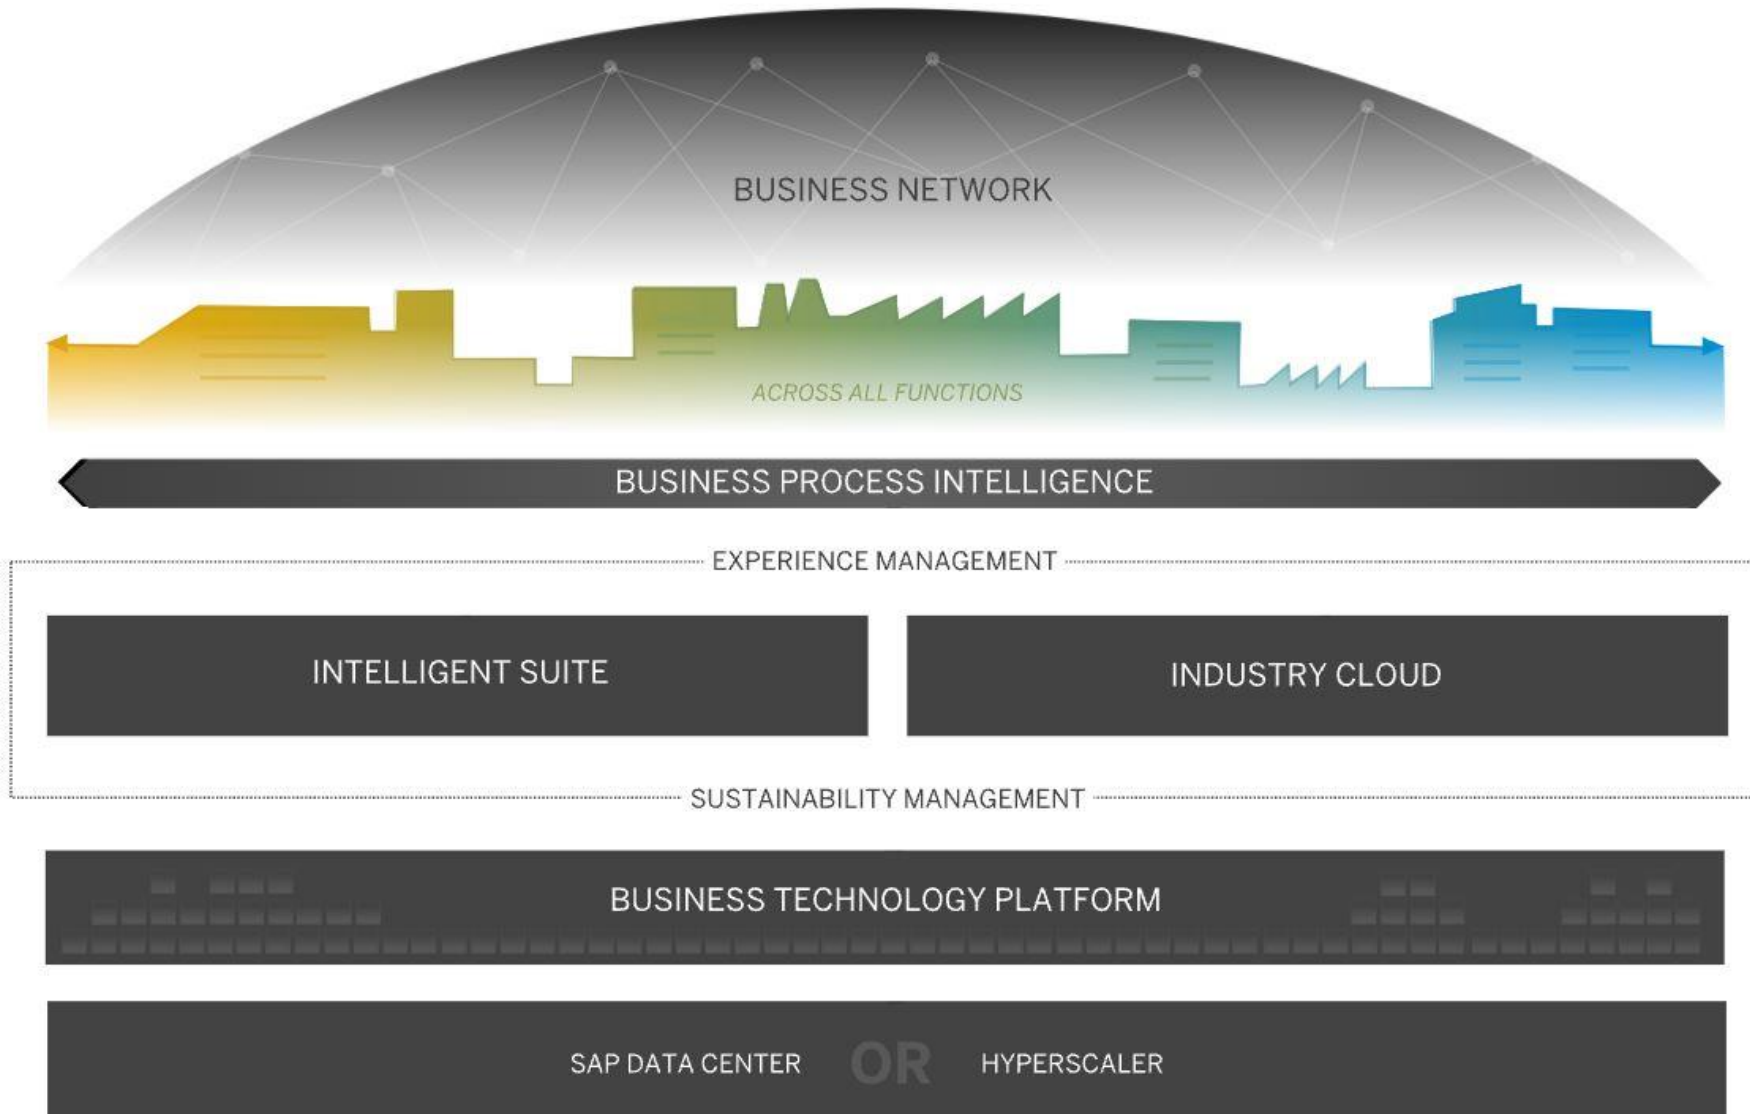 BUSINESS NETWORK
ACROSS ALL FUNCTIONS
BUSINESS PROCESS INTELLIGENCE
EXPERIENCE MANAGEMENT
INTELLIGENT SUITE
INDUSTRY CLOUD
SUSTAINABILITY MANAGEMENT
BUSINESS TECHNOLOGY PLATFORM
SAP DATA CENTER OR HYPERSCALER